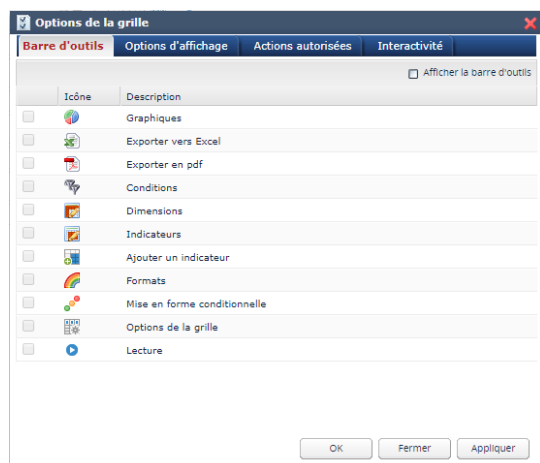 Options de la grille
Barre d'outils Options d'affichage Actions autorisées Interactivité
Afficher la barre d'outils
Icône Description
Graphiques
Exporter vers Excel
Exporter en pdf
Conditions
Dimensions
Indicateurs
Ajouter un indicateur
Formats
Mise en forme conditionnelle
Options de la grille
Lecture
OK Fermer Appliquer